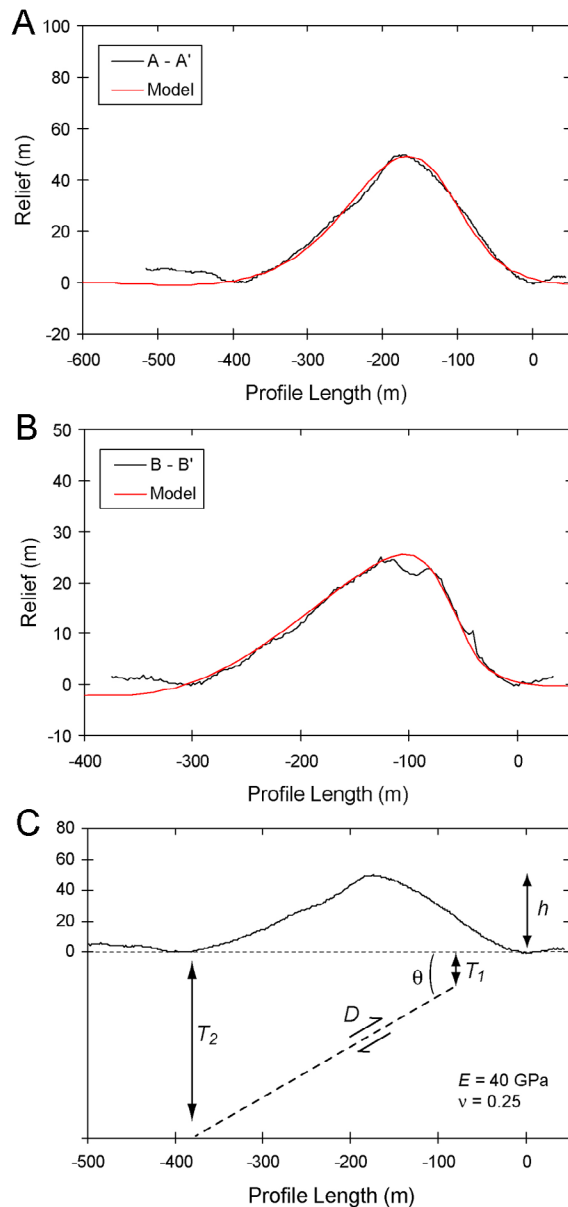 A
100
80
60
40
20
0
-20
Relief (m)
A - A'
Model
-600 -500 -400 -300 -200 -100 0
Profile Length (m)
B
50
40
30
20
10
0
-10
Relief (m)
B - B'
Model
-400 -300 -200 -100 0
Profile Length (m)
C
80
60
40
20
0
h
θ
T1
D
T2
E = 40 GPa
ν = 0.25
-500 -400 -300 -200 -100 0
Profile Length (m)